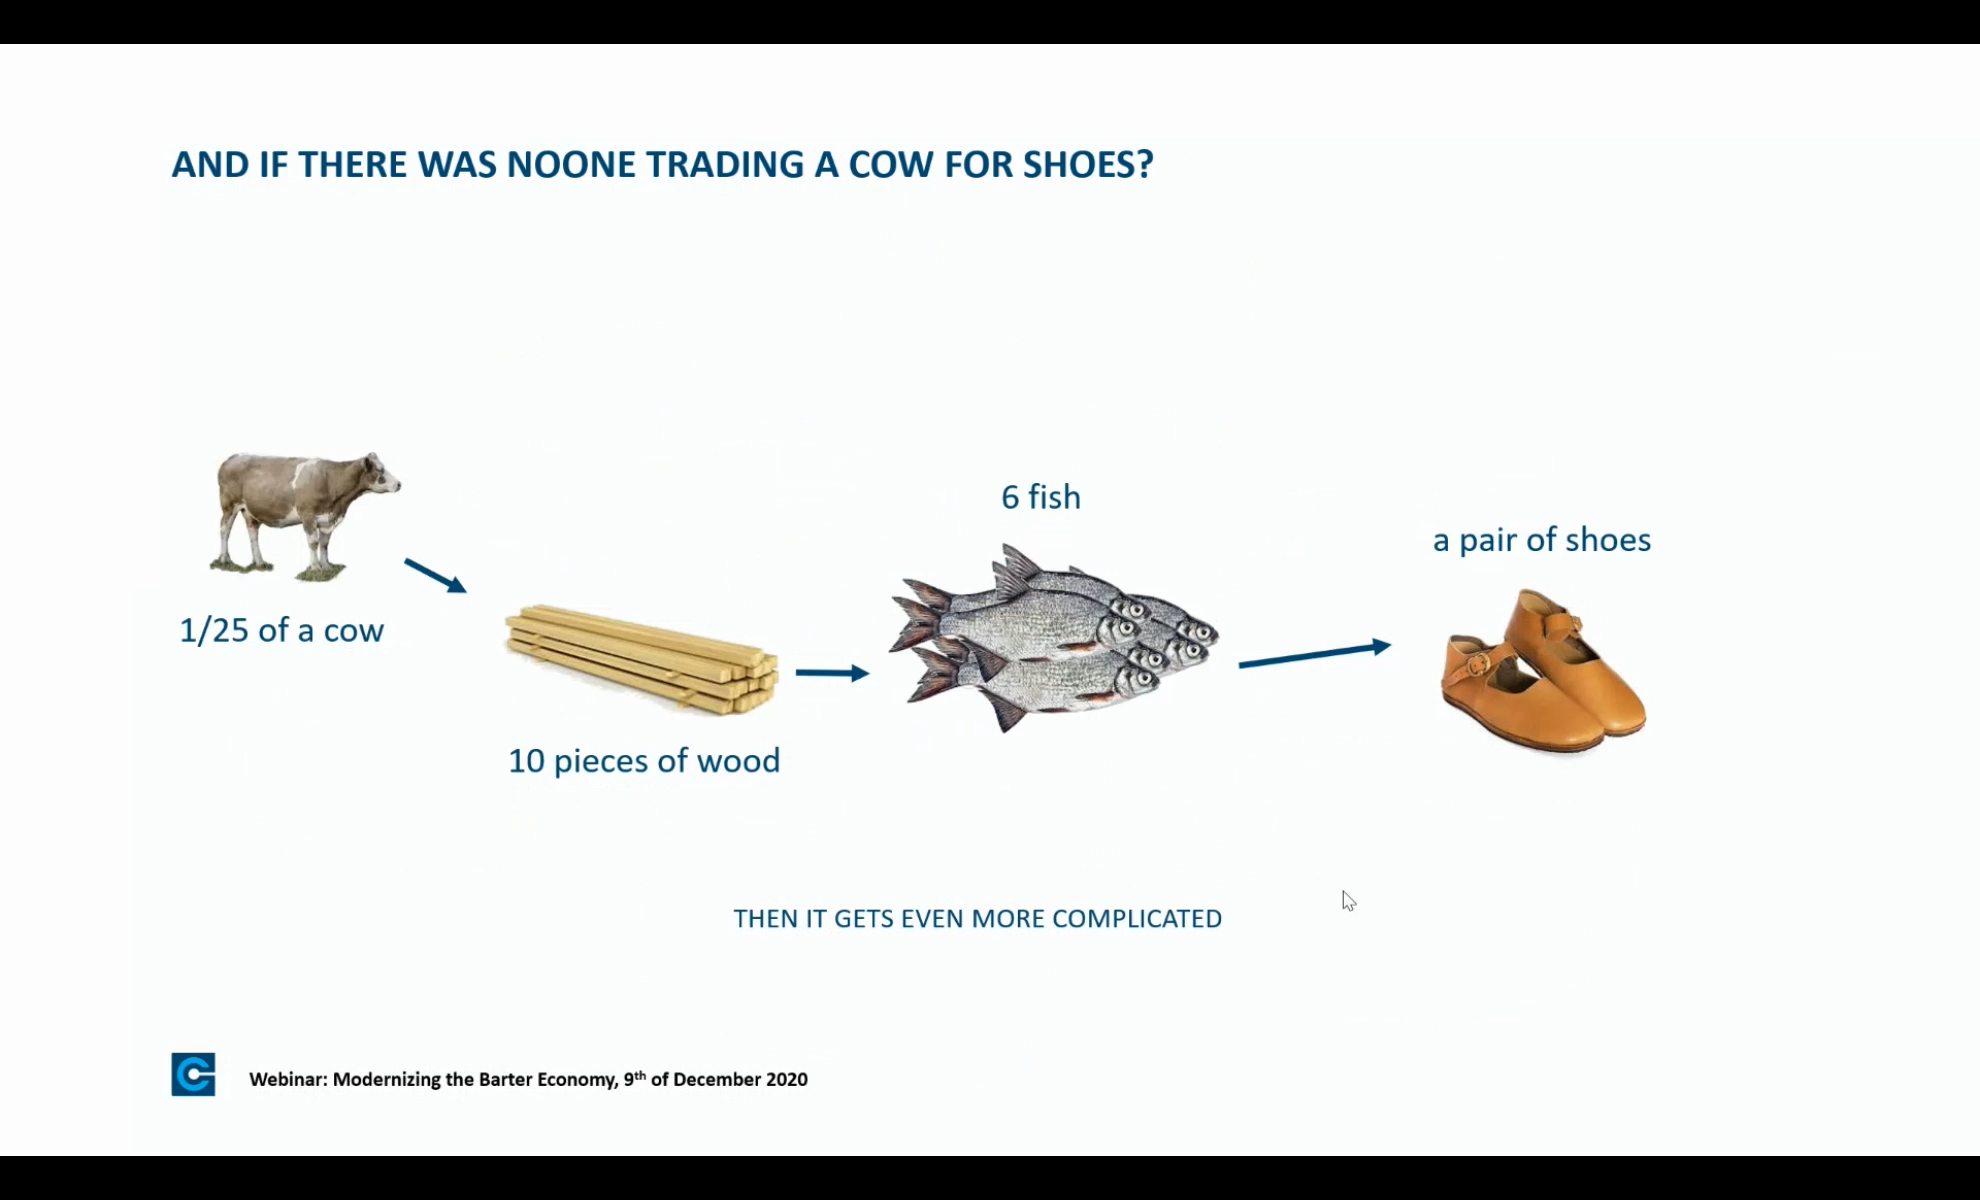 AND IF THERE WAS NOONE TRADING A COW FOR SHOES?
6 fish
a pair of shoes
1/25 of a cow
10 pieces of wood
THEN IT GETS EVEN MORE COMPLICATED
Webinar: Modernizing the Barter Economy, 9th of December 2020